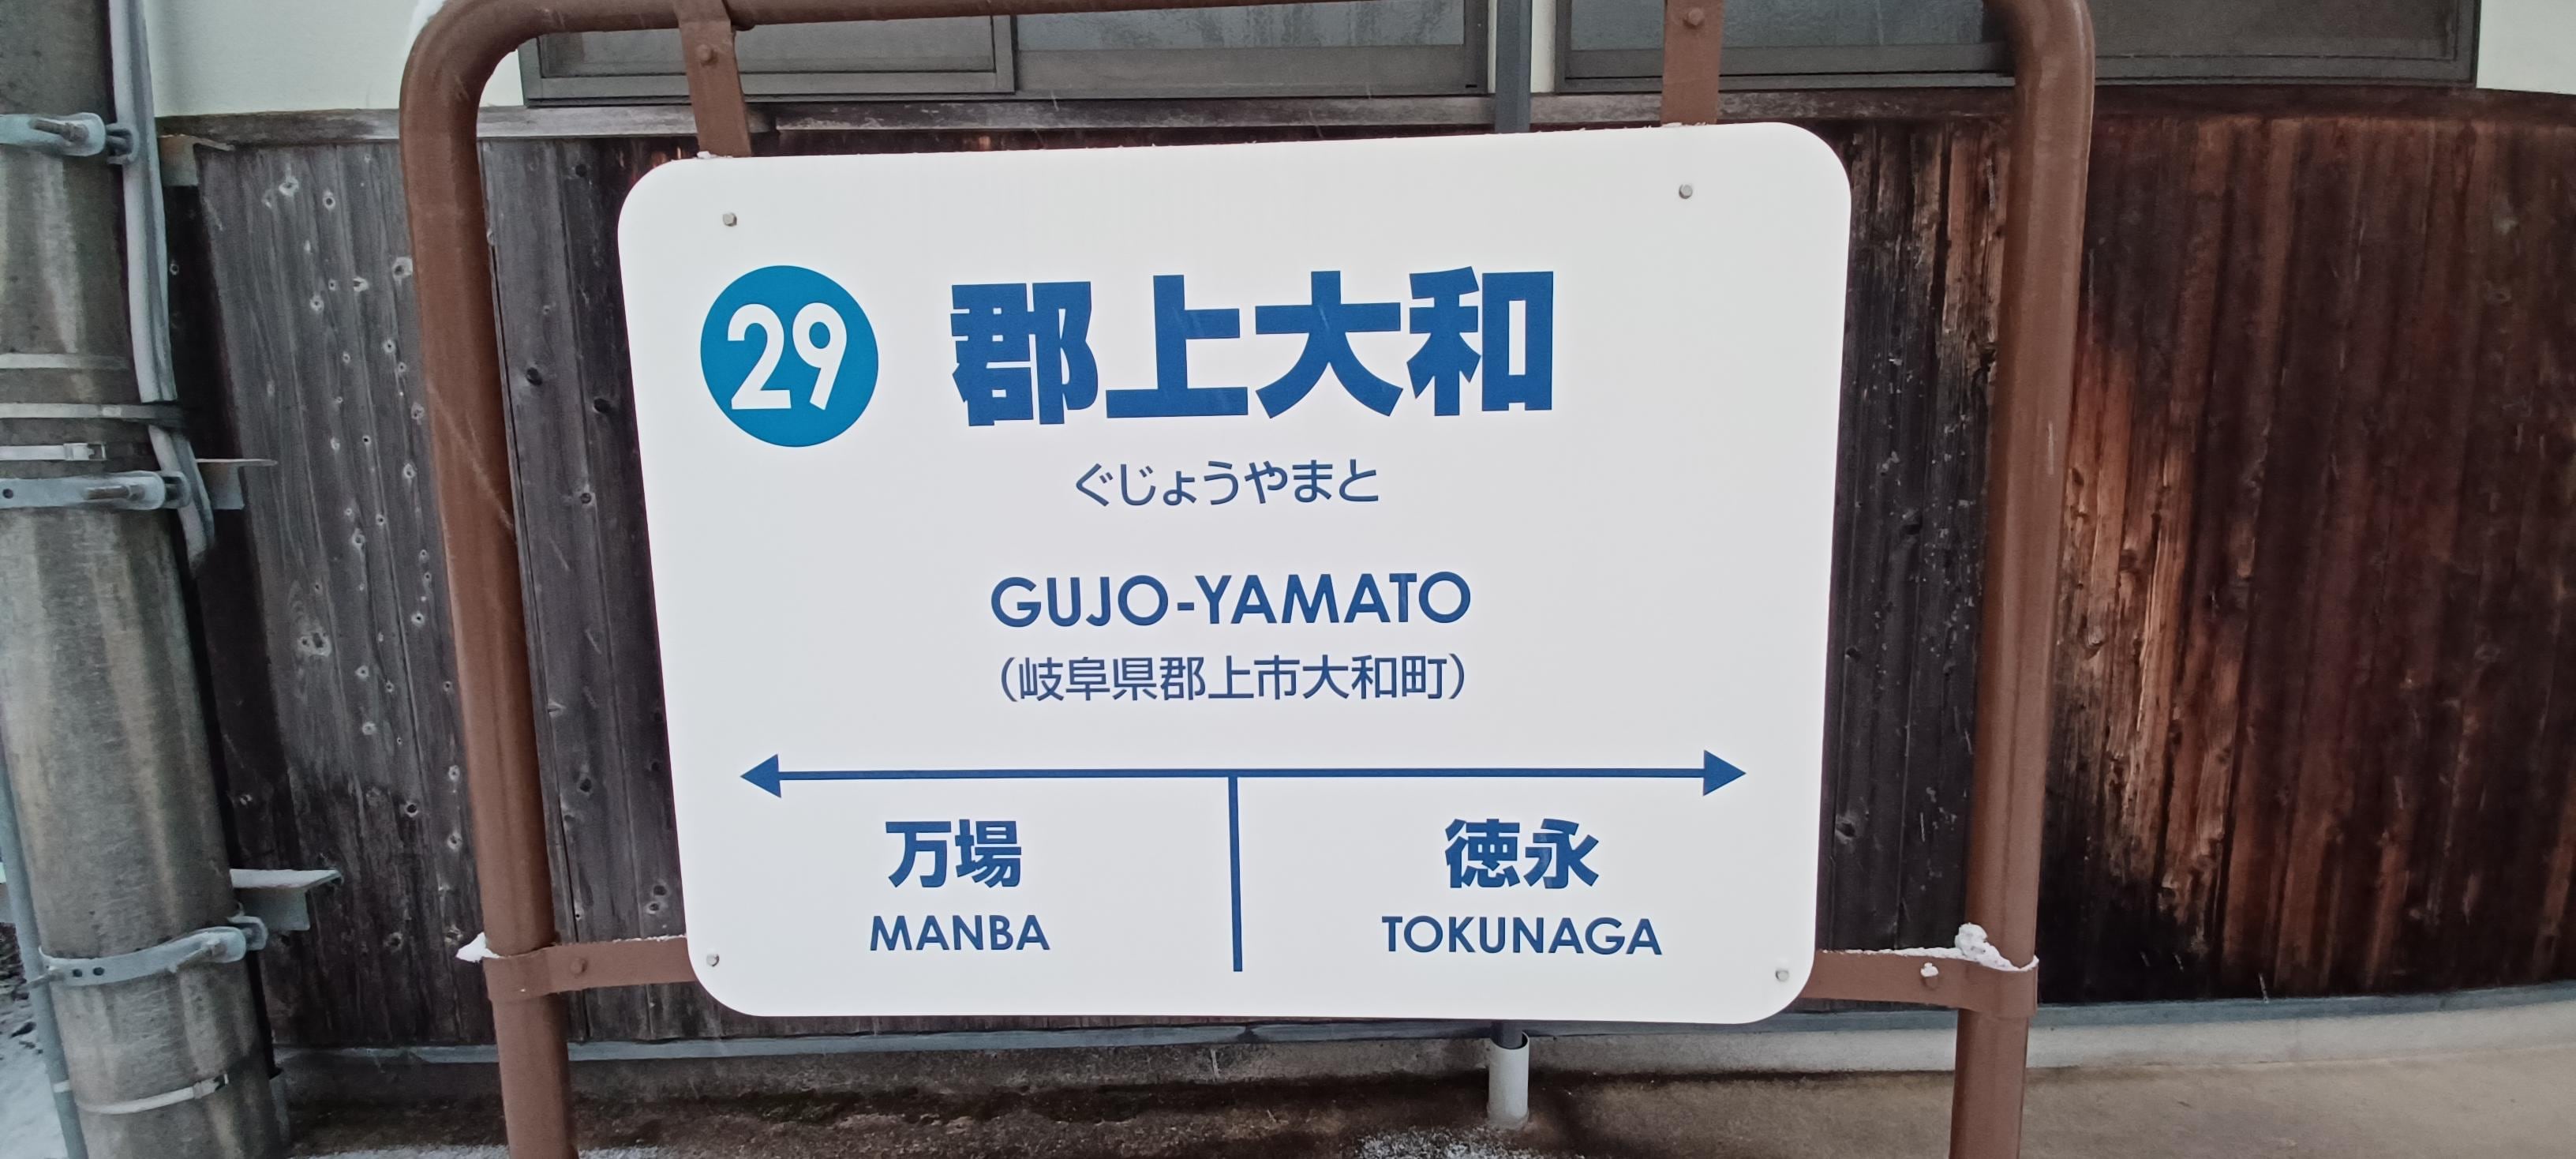 29 郡上大和
ぐじょうやまと
GUJO-YAMATO
(岐阜県郡上市大和町)
万場 徳永
MANBA TOKUNAGA